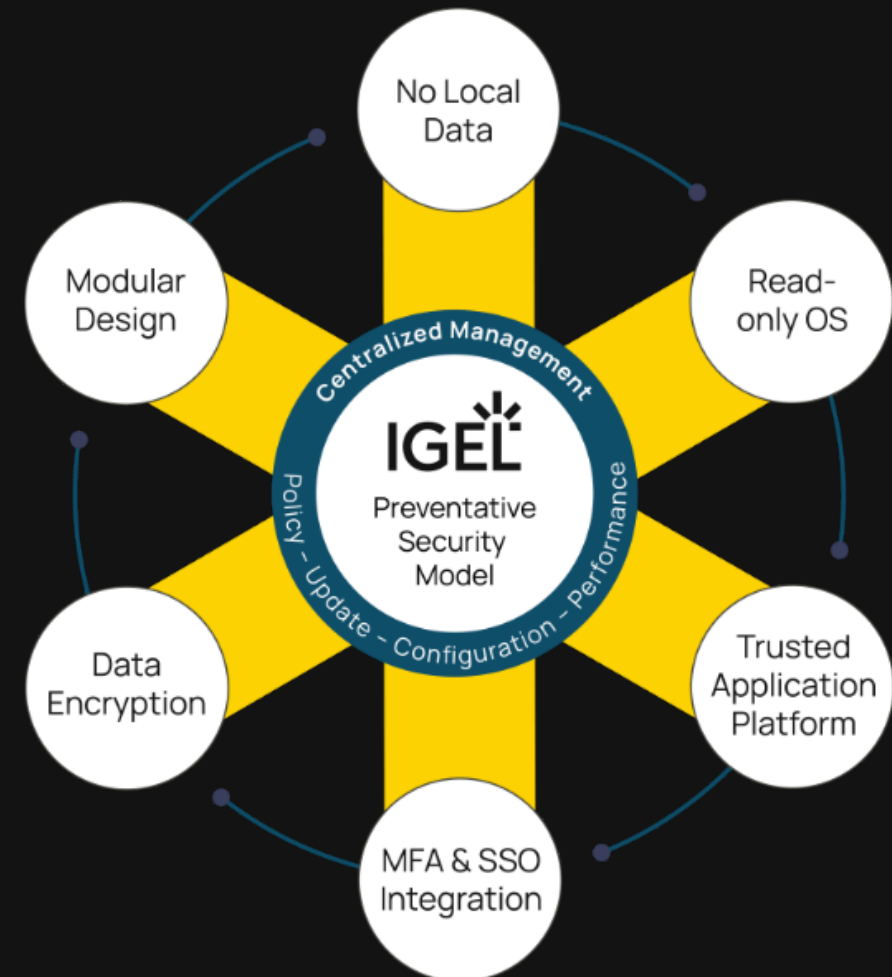 No Local
Data
Read-
only OS
Trusted
Application
Platform
MFA & SSO
Integration
Data
Encryption
Modular
Design
Centralized Management
IGEL
Preventative
Security
Model
Policy – Update – Configuration – Performance